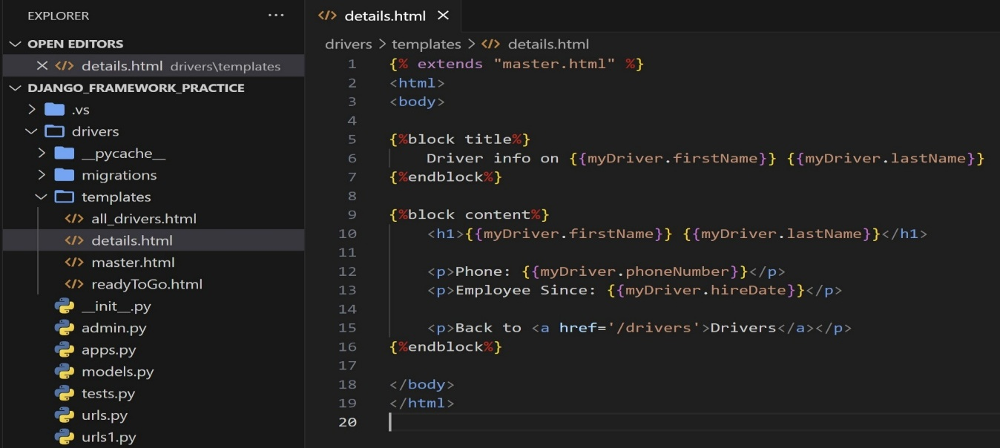 EXPLORER ···
OPEN EDITORS
details.html drivers\templates
DJANGO_FRAMEWORK_PRACTICE
.vs
drivers
__pycache__
migrations
templates
all_drivers.html
details.html
master.html
readyToGo.html
__init__.py
admin.py
apps.py
models.py
tests.py
urls.py
urls1.py
details.html
drivers > templates > details.html
1 {% extends "master.html" %}
2 <html>
3 <body>
4
5 {%block title%}
6     Driver info on {{myDriver.firstName}} {{myDriver.lastName}}
7 {%endblock%}
8
9 {%block content%}
10     <h1>{{myDriver.firstName}} {{myDriver.lastName}}</h1>
11
12     <p>Phone: {{myDriver.phoneNumber}}</p>
13     <p>Employee Since: {{myDriver.hireDate}}</p>
14
15     <p>Back to <a href='/drivers'>Drivers</a></p>
16 {%endblock%}
17
18 </body>
19 </html>
20